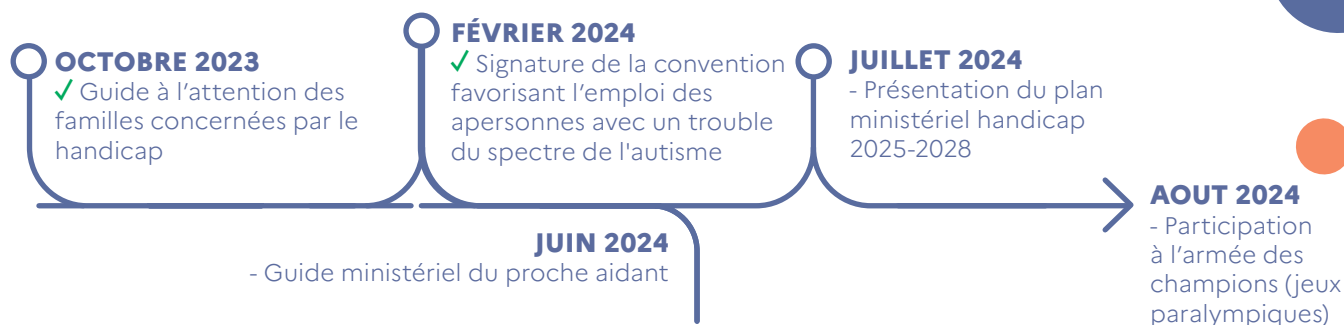 OCTOBRE 2023
✓ Guide à l’attention des
familles concernées par le
handicap
FÉVRIER 2024
✓ Signature de la convention
favorisant l’emploi des
apersonnes avec un trouble
du spectre de l'autisme
JUIN 2024
- Guide ministériel du proche aidant
JUILLET 2024
- Présentation du plan
ministériel handicap
2025-2028
AOUT 2024
- Participation
à l’armée des
champions (jeux
paralympiques)